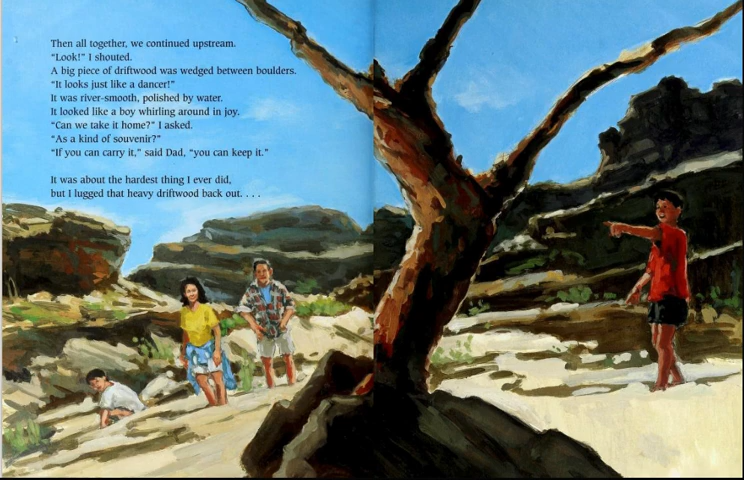 Then all together, we continued upstream.
“Look!” I shouted.
A big piece of driftwood was wedged between boulders.
“It looks just like a dancer!”
It was river-smooth, polished by water.
It looked like a boy whirling around in joy.
“Can we take it home?” I asked.
“As a kind of souvenir?”
“If you can carry it,” said Dad, “you can keep it.”
It was about the hardest thing I ever did,
but I lugged that heavy driftwood back out. . . .